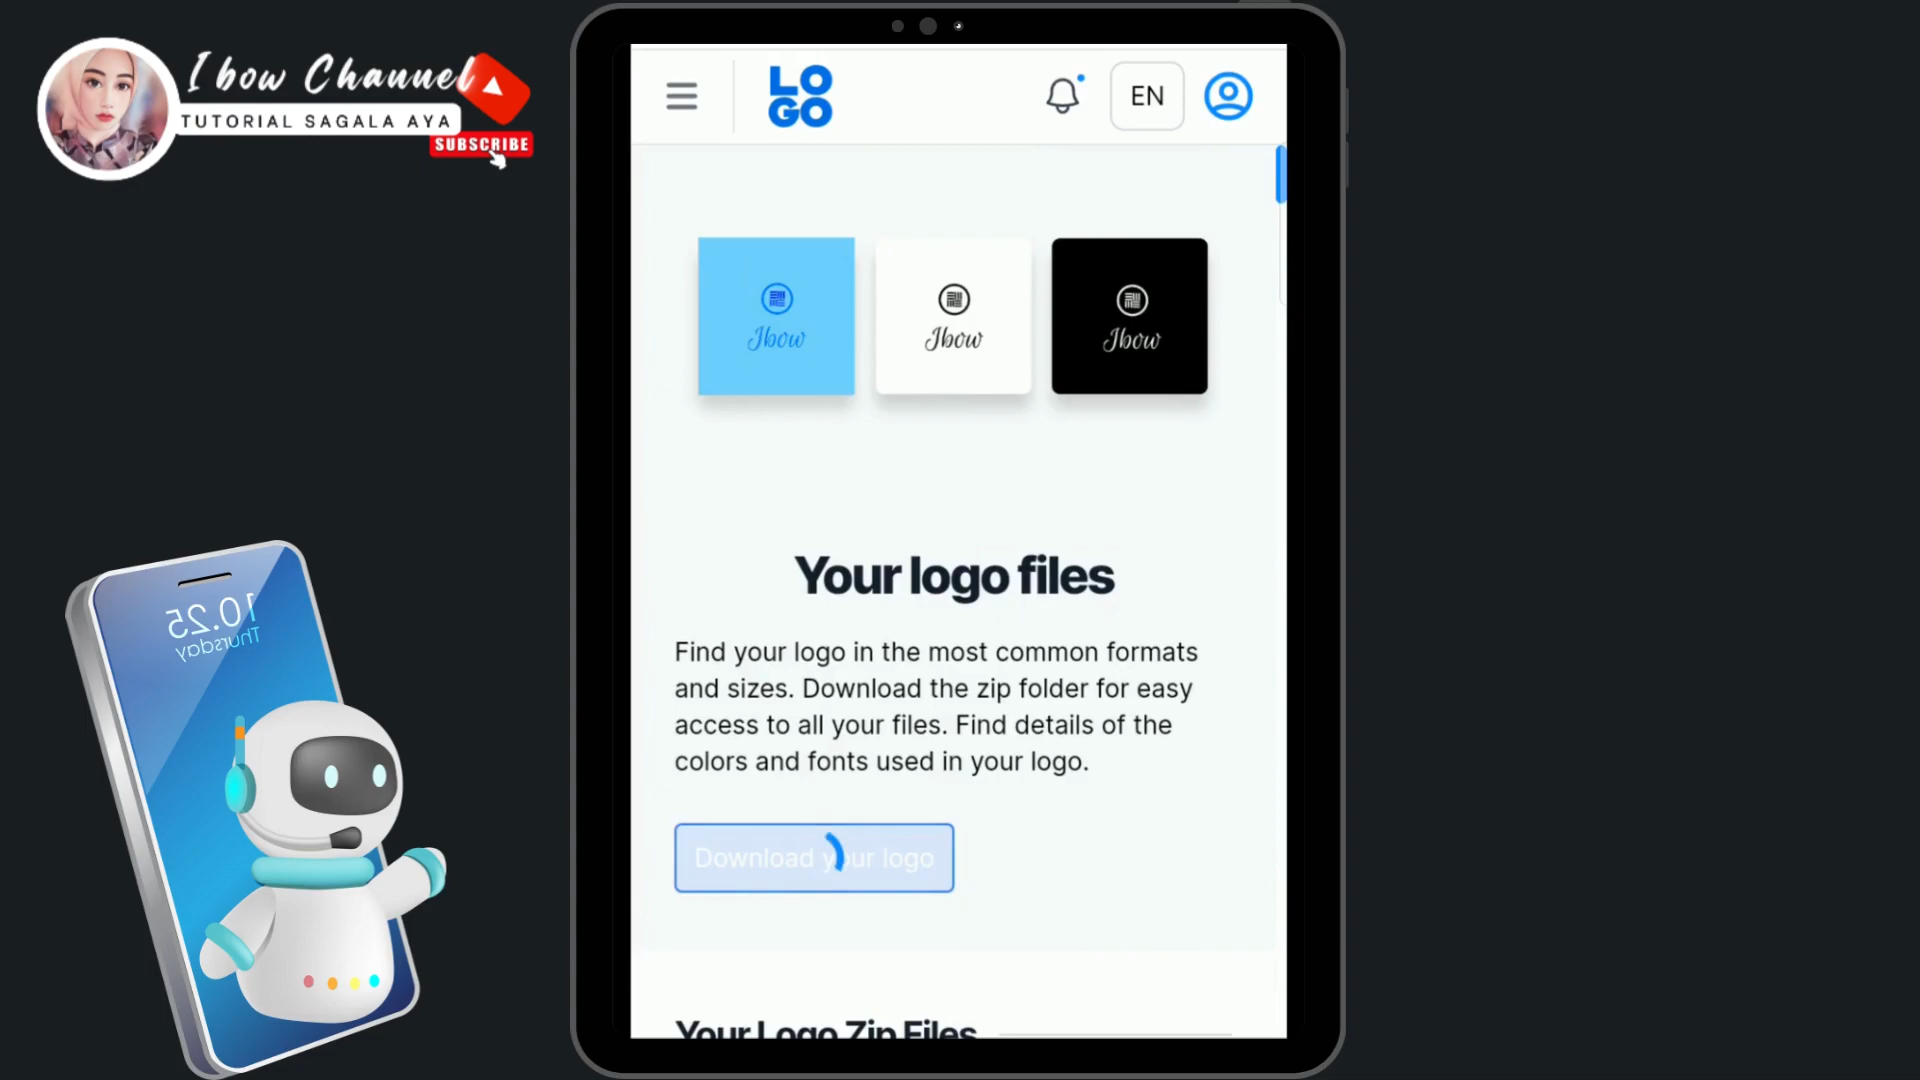 I bow Channel
TUTORIAL SAGALA AYA
SUBSCRIBE
LO
GO
EN
Jbow
Jbow
Jbow
Your logo files
Find your logo in the most common formats
and sizes. Download the zip folder for easy
access to all your files. Find details of the
colors and fonts used in your logo.
Download your logo
Your Logo Zip Files
10.25
Thursday